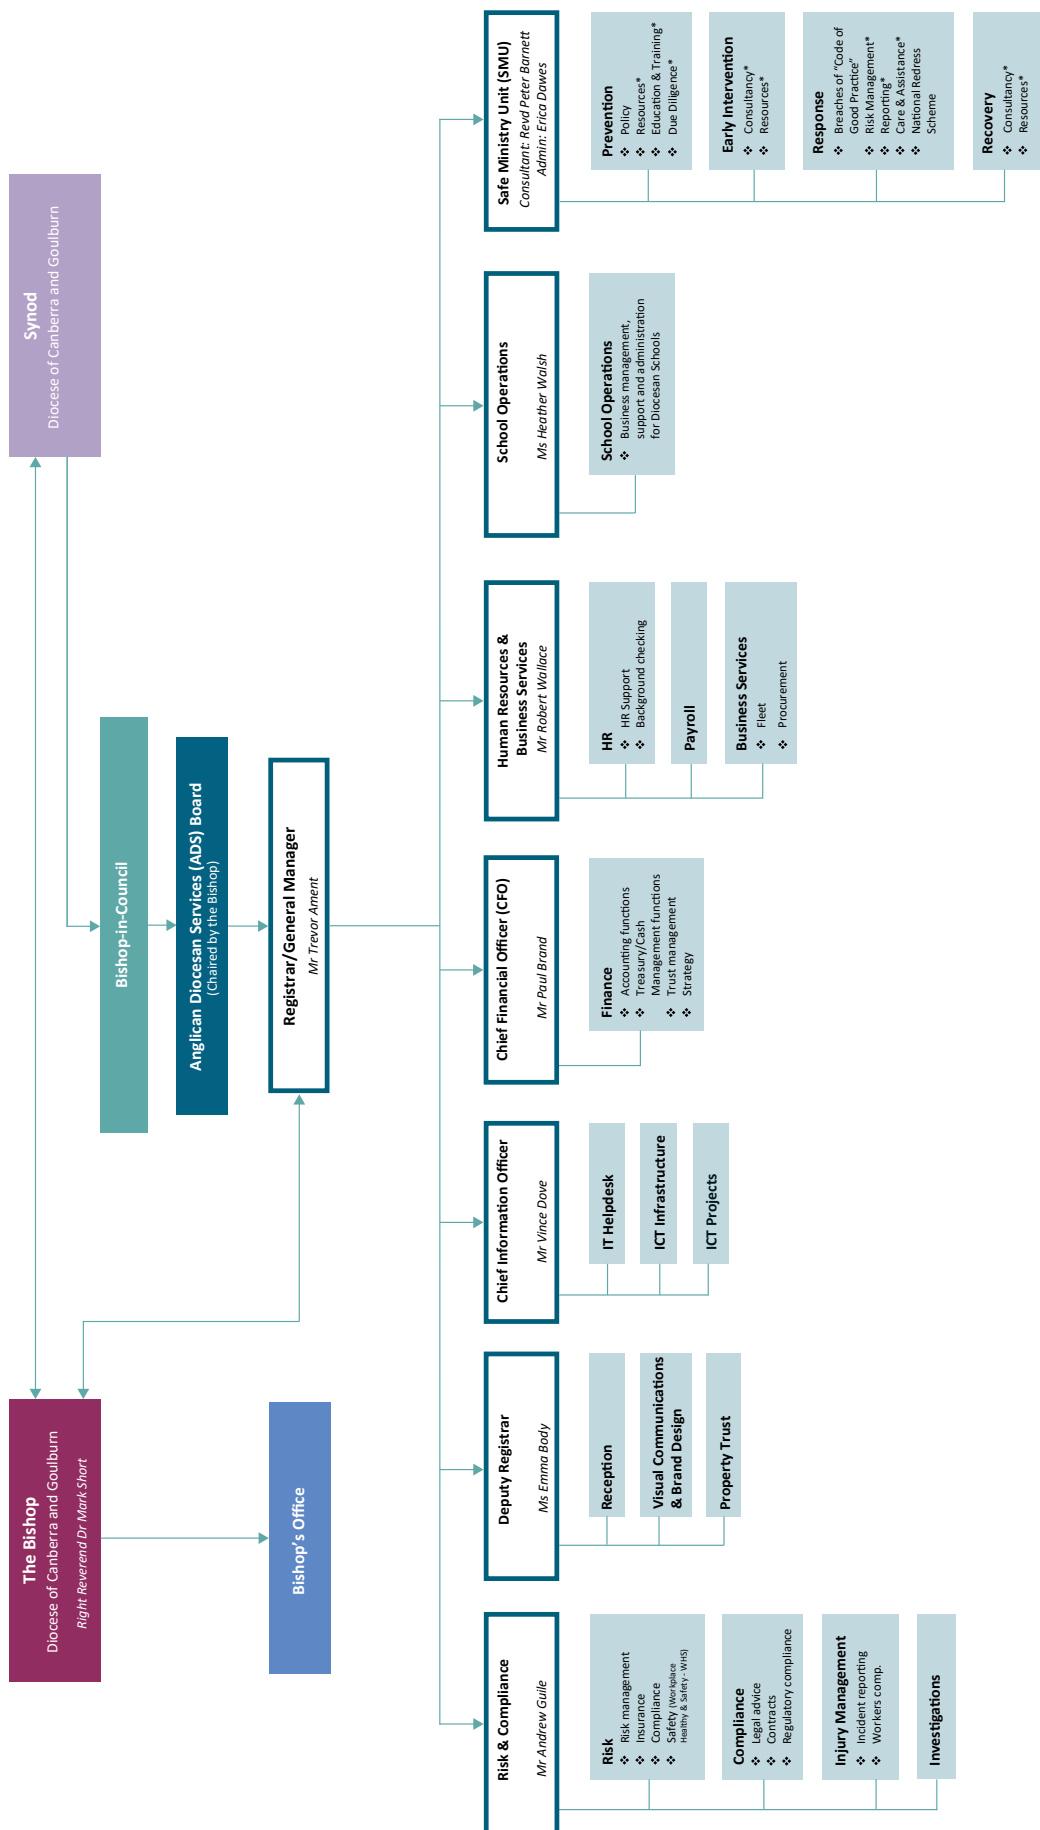 The Bishop
Diocese of Canberra and Goulburn
Right Reverend Dr Mark Short
Synod
Diocese of Canberra and Goulburn
Bishop-in-Council
Anglican Diocesan Services (ADS) Board
(Chaired by the Bishop)
Bishop's Office
Registrar/General Manager
Mr Trevor Ament
Risk & Compliance
Mr Andrew Guile
Risk
❖ Risk management
❖ Insurance
❖ Compliance
❖ Safety (Workplace
Healthy & Safety - WHS)
Compliance
❖ Legal advice
❖ Contracts
❖ Regulatory compliance
Injury Management
❖ Incident reporting
❖ Workers comp.
Investigations
Deputy Registrar
Ms Emma Body
Reception
Visual Communications
& Brand Design
Property Trust
Chief Information Officer
Mr Vince Dove
IT Helpdesk
ICT Infrastructure
ICT Projects
Chief Financial Officer (CFO)
Mr Paul Brand
Finance
❖ Accounting functions
❖ Treasury/Cash
Management functions
❖ Trust management
❖ Strategy
Human Resources &
Business Services
Mr Robert Wallace
HR
❖ HR Support
❖ Background checking
Payroll
Business Services
❖ Fleet
❖ Procurement
School Operations
Ms Heather Walsh
School Operations
❖ Business management,
support and administration
for Diocesan Schools
Safe Ministry Unit (SMU)
Consultant: Revd Peter Barnett
Admin: Erica Dawes
Prevention
❖ Policy
❖ Resources*
❖ Education & Training*
❖ Due Diligence*
Early Intervention
❖ Consultancy*
❖ Resources*
Response
❖ Breaches of "Code of
Good Practice"
❖ Risk Management*
❖ Reporting*
❖ Care & Assistance*
❖ National Redress
Scheme
Recovery
❖ Consultancy*
❖ Resources*